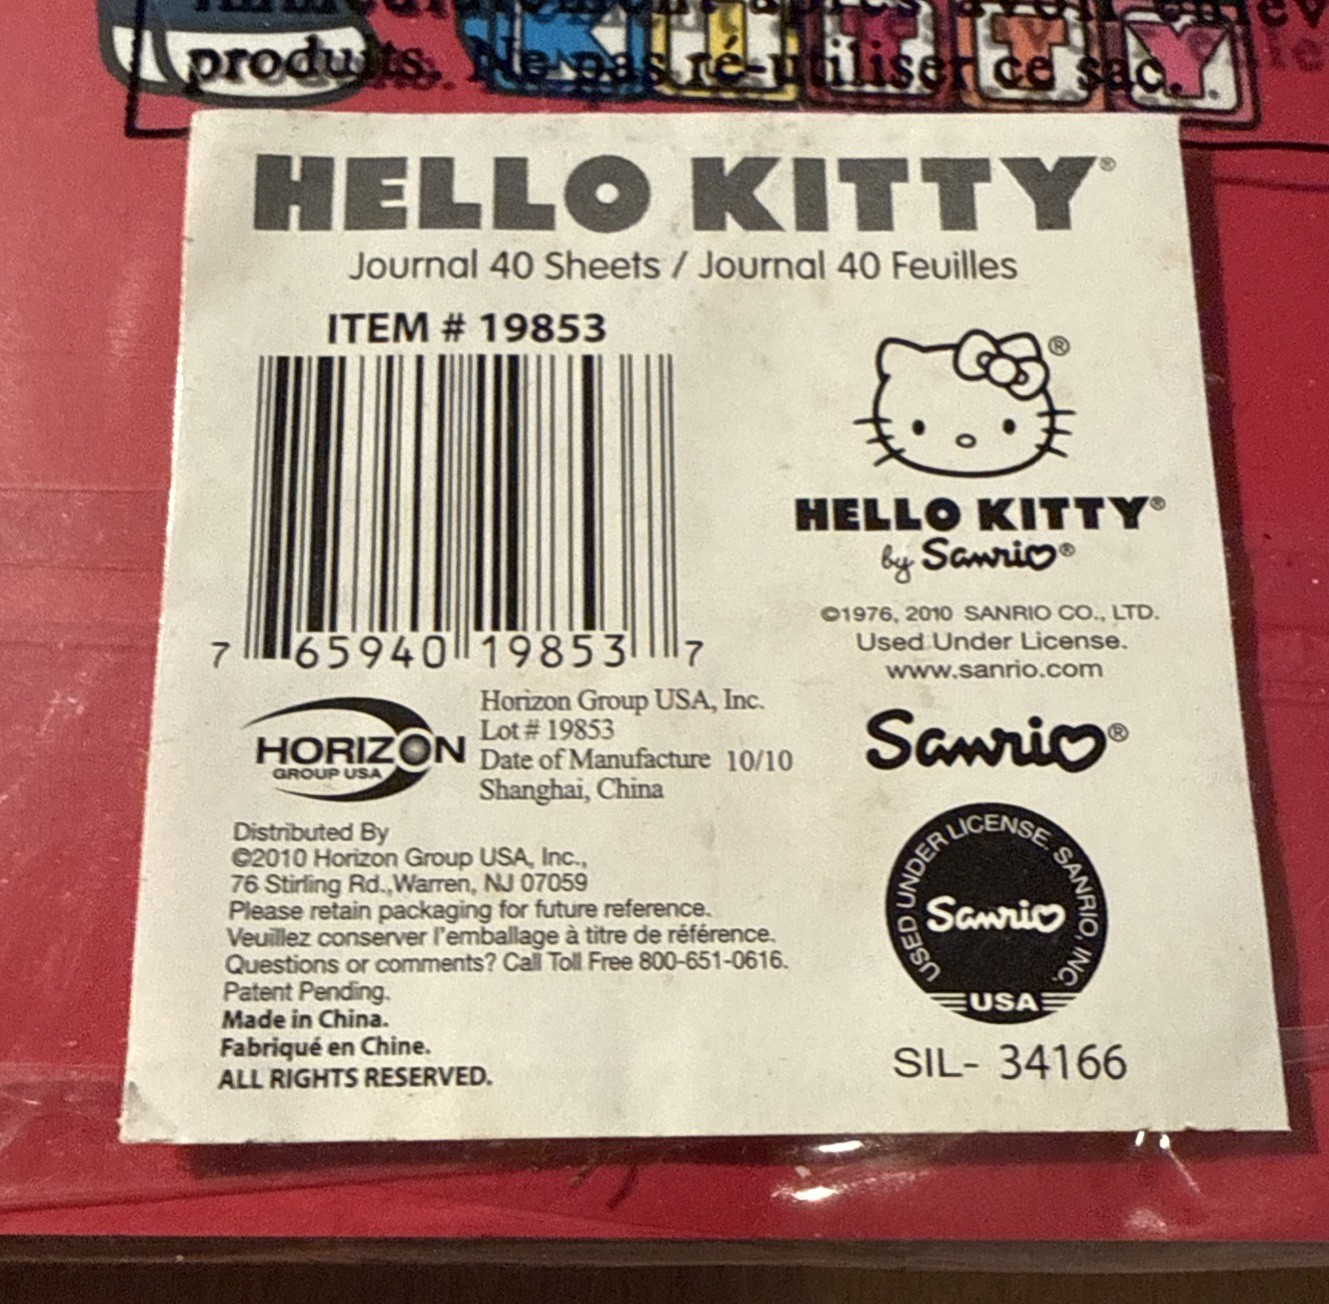 produits. Ne pas ré-utiliser ce sac.
KITTY
HELLO KITTY®
Journal 40 Sheets / Journal 40 Feuilles
ITEM # 19853
7 65940 19853 7
HORIZON
GROUP USA
Horizon Group USA, Inc.
Lot # 19853
Date of Manufacture 10/10
Shanghai, China
Distributed By
©2010 Horizon Group USA, Inc.,
76 Stirling Rd.,Warren, NJ 07059
Please retain packaging for future reference.
Veuillez conserver l'emballage à titre de référence.
Questions or comments? Call Toll Free 800-651-0616.
Patent Pending.
Made in China.
Fabriqué en Chine.
ALL RIGHTS RESERVED.
®
HELLO KITTY®
by Sanrio®
©1976, 2010 SANRIO CO., LTD.
Used Under License.
www.sanrio.com
Sanrio®
USED UNDER LICENSE. SANRIO, INC.
Sanrio
USA
SIL- 34166